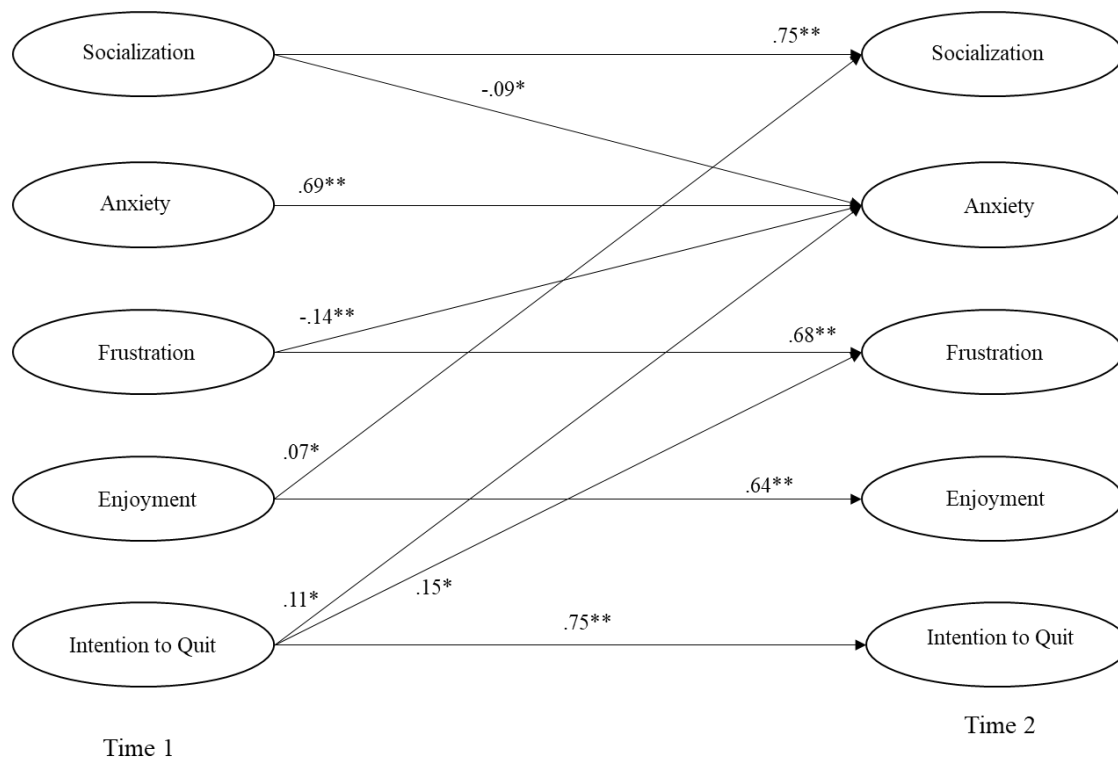 Socialization
.75**
Socialization
-.09*
Anxiety
.69**
Anxiety
Frustration
-.14**
.68**
Frustration
Enjoyment
.07*
.64**
Enjoyment
Intention to Quit
.11*
.15*
.75**
Intention to Quit
Time 1
Time 2